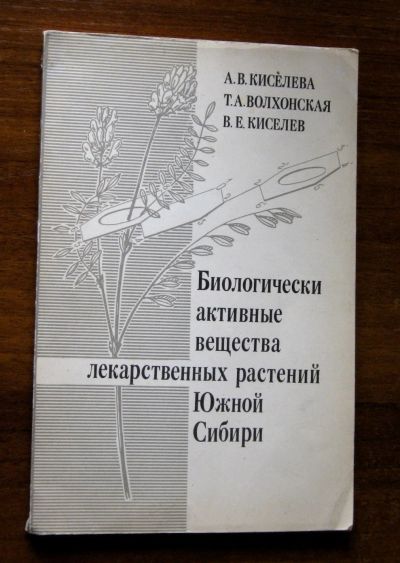 А. В. КИСЕЛЕВА
Т. А. ВОЛХОНСКАЯ
В. Е. КИСЕЛЕВ
Биологически
активные
вещества
лекарственных растений
Южной
Сибири